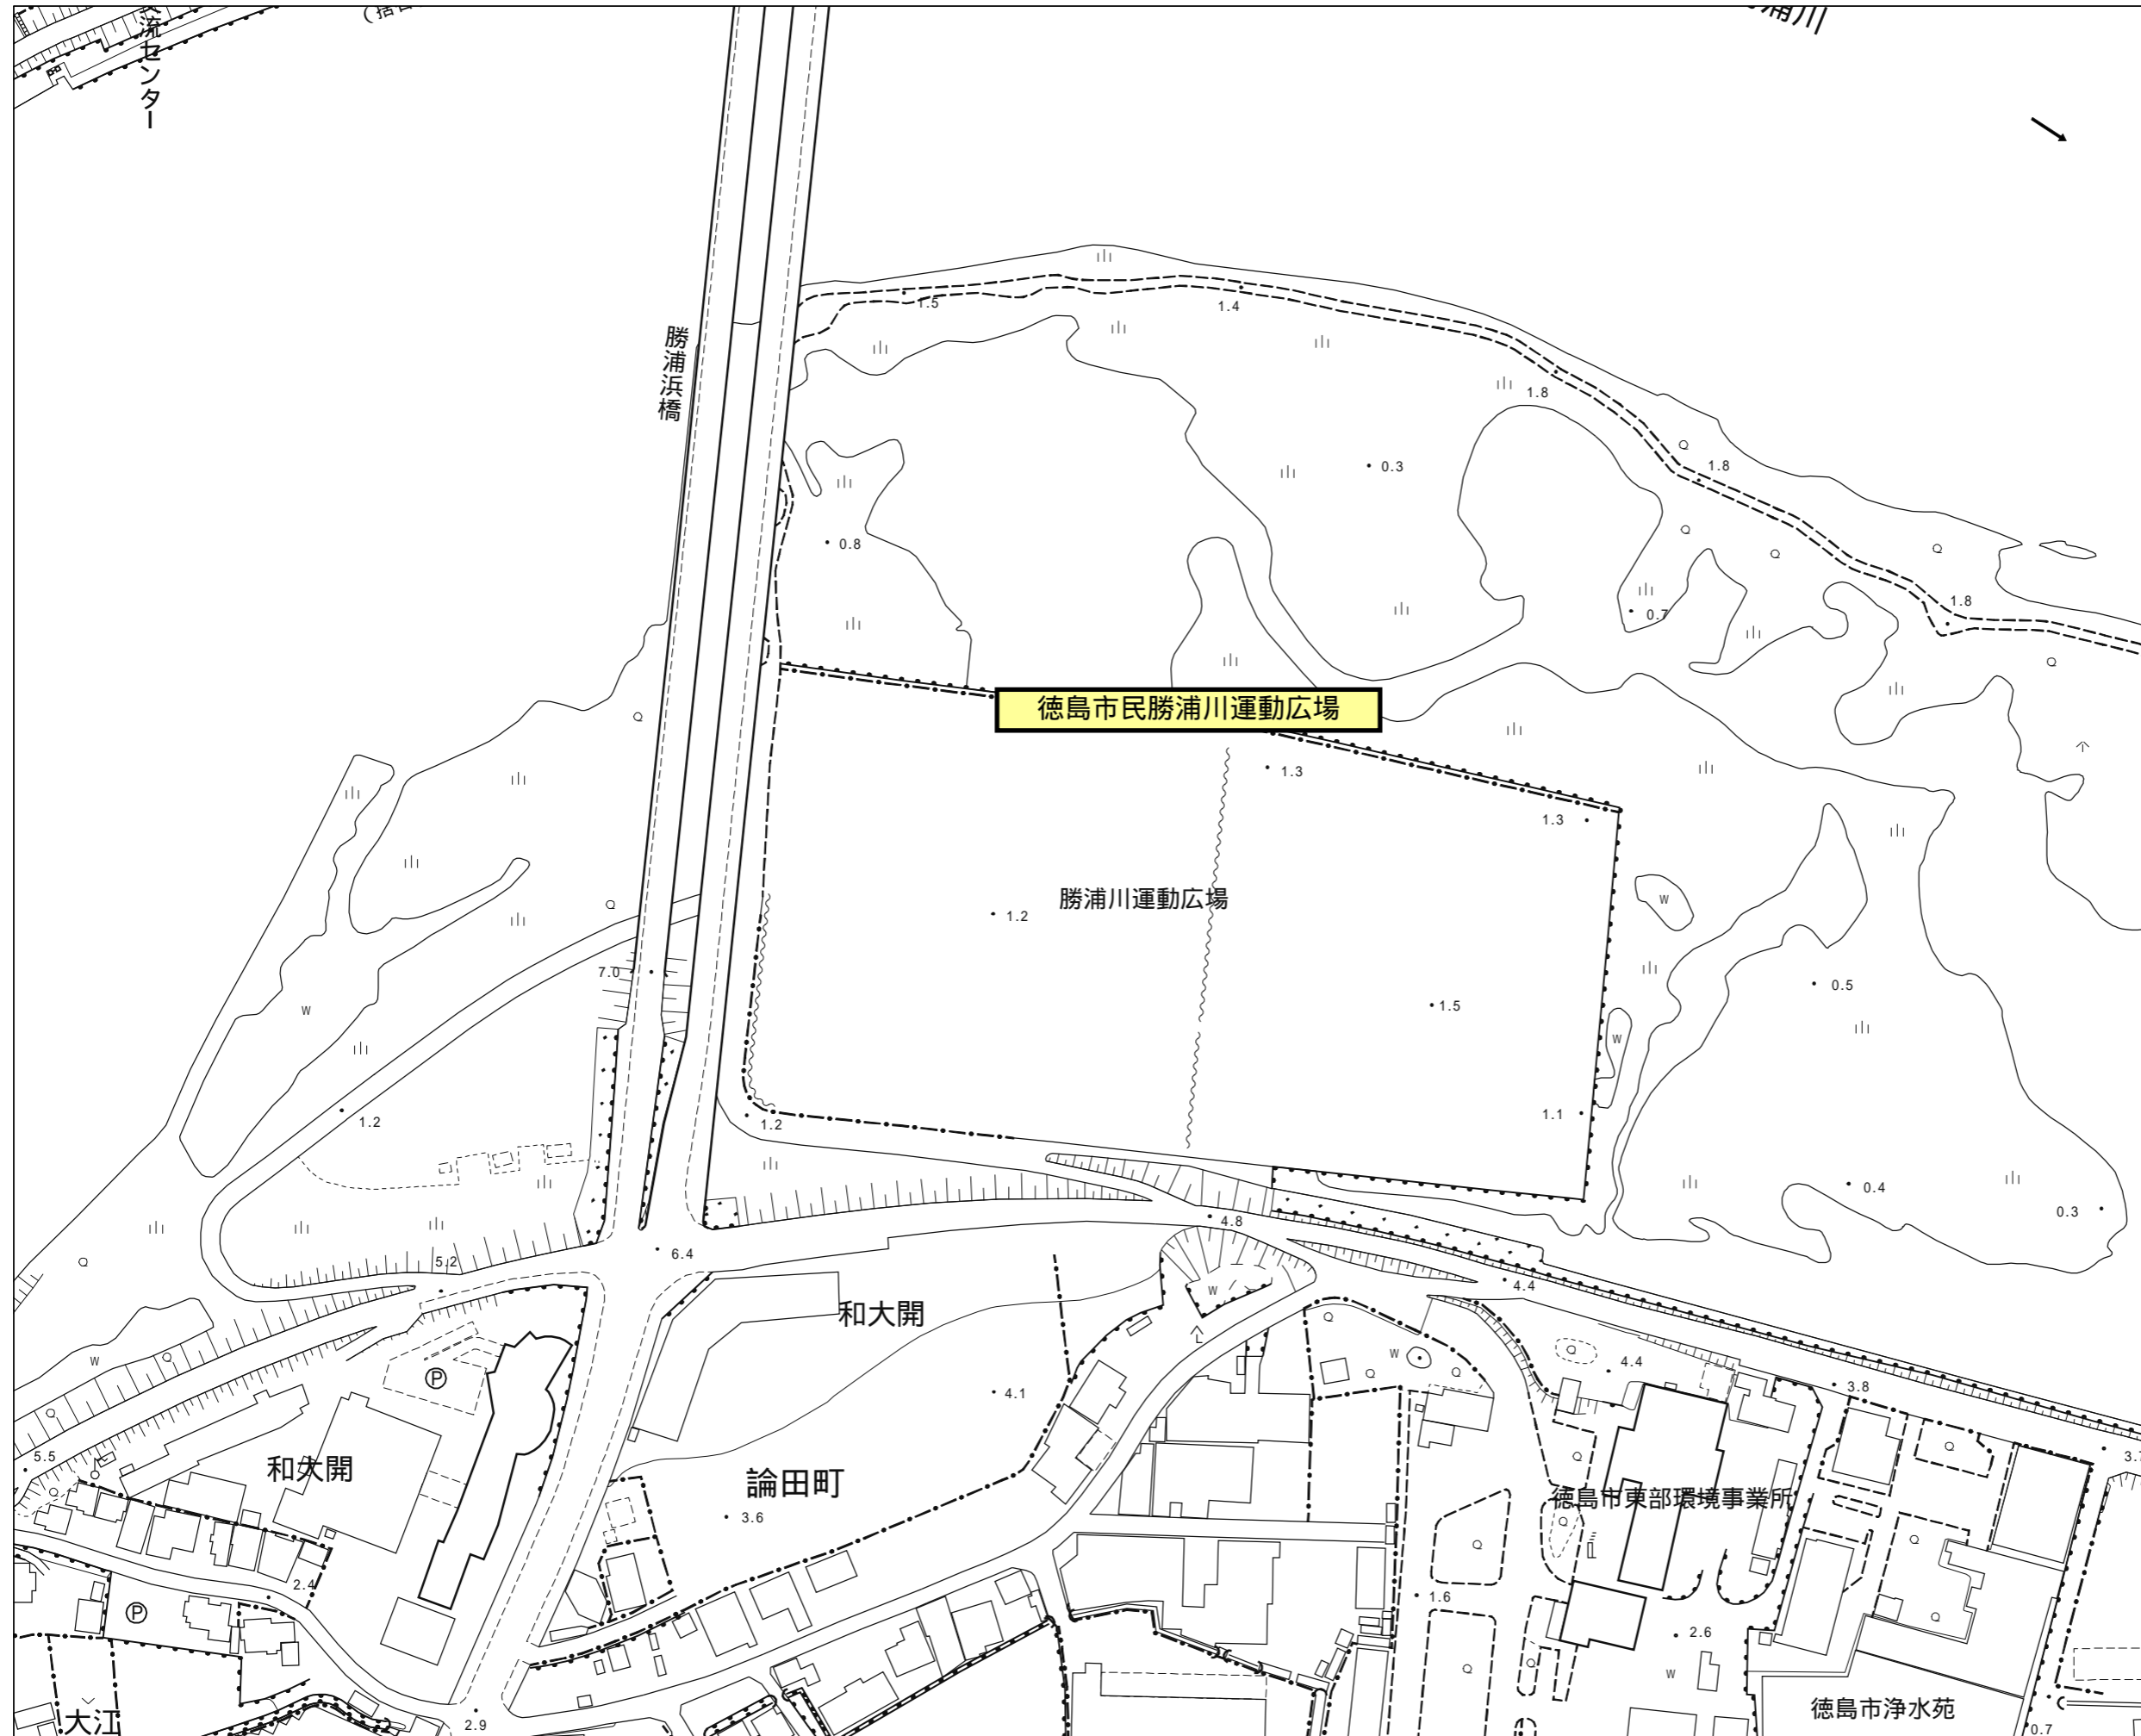 流センター
浦川
1.5
1.4
勝浦浜橋
1.8
1.8
0.3
0.8
0.7
1.8
徳島市民勝浦川運動広場
1.3
1.3
勝浦川運動広場
1.2
7.0
0.5
1.5
1.2
1.2
1.1
0.4
0.3
4.8
6.4
5.2
4.4
和大開
P
4.1
4.4
3.8
5.5
和大開
論田町
3.6
徳島市東部環境事業所
2.4
P
1.6
2.6
大江
2.9
徳島市浄水苑
0.7